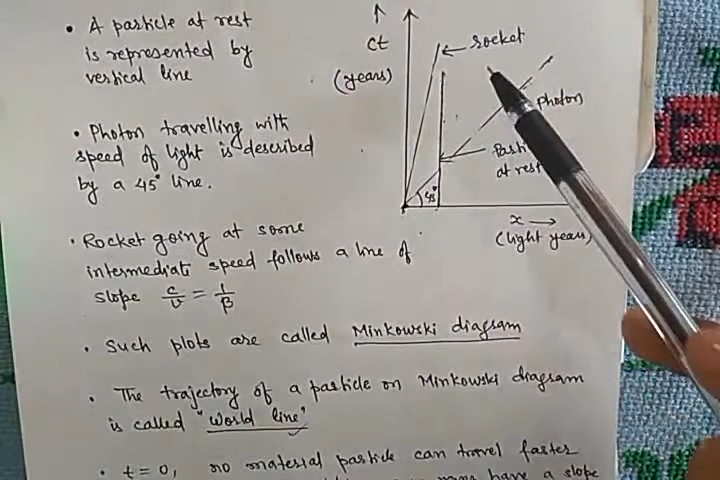 • A particle at rest
is represented by
vertical line
• Photon travelling with
speed of light is described
by a 45° line.
• Rocket going at some
intermediate speed follows a line of
slope c/v = 1/β
• Such plots are called Minkowski diagram
• The trajectory of a particle on Minkowski diagram
is called "World line"
• t = 0, no material particle can travel faster
have a slope
ct
(years)
rocket
photon
at rest
45°
x →
(light years)